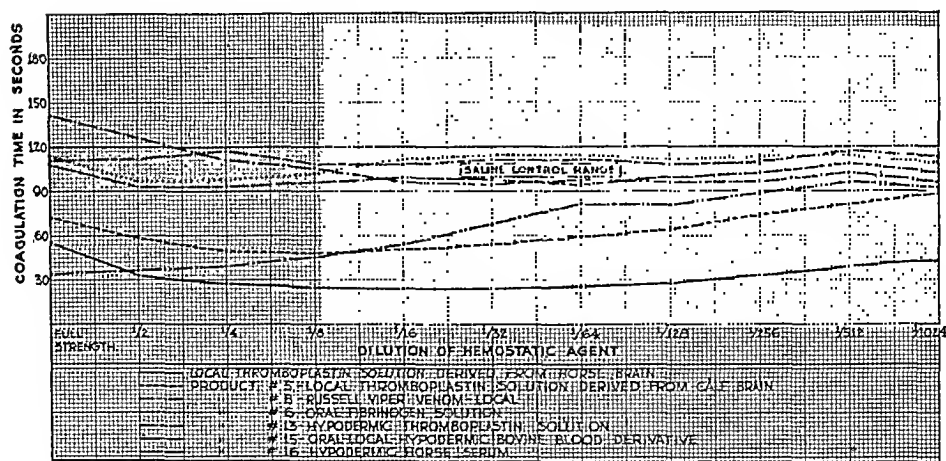 COAGULATION TIME IN SECONDS
180
150
120
90
60
30
SALINE CONTROL RANGE
FULL STRENGTH
1/2
1/4
1/8
1/16
1/32
1/64
1/128
1/256
1/512
1/1024
DILUTION OF HEMOSTATIC AGENT
LOCAL THROMBOPLASTIN SOLUTION DERIVED FROM HORSE BRAIN
PRODUCT # 5-LOCAL THROMBOPLASTIN SOLUTION DERIVED FROM CALF BRAIN
# 8-RUSSELL VIPER VENOM-LOCAL
# 6-ORAL FIBRINOGEN SOLUTION
# 13-HYPODERMIC THROMBOPLASTIN SOLUTION
# 15-ORAL-LOCAL-HYPODERMIC BOVINE BLOOD DERIVATIVE
# 16-HYPODERMIC HORSE SERUM